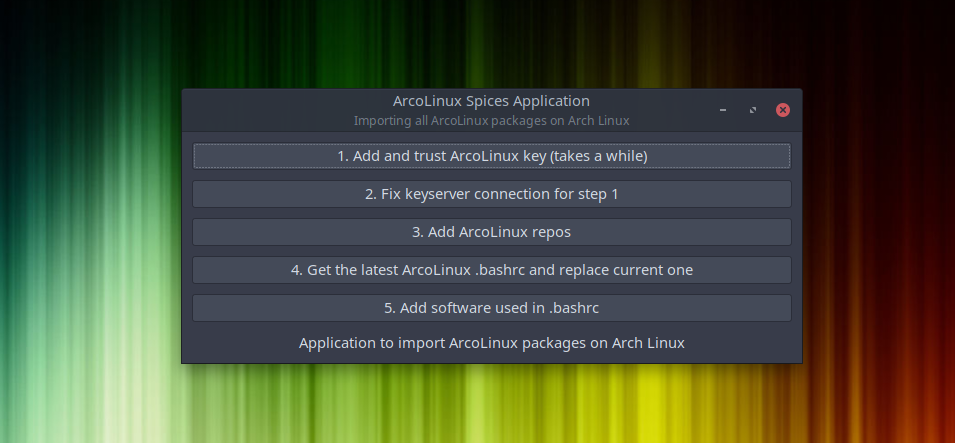 ArcoLinux Spices Application
Importing all ArcoLinux packages on Arch Linux
1. Add and trust ArcoLinux key (takes a while)
2. Fix keyserver connection for step 1
3. Add ArcoLinux repos
4. Get the latest ArcoLinux .bashrc and replace current one
5. Add software used in .bashrc
Application to import ArcoLinux packages on Arch Linux